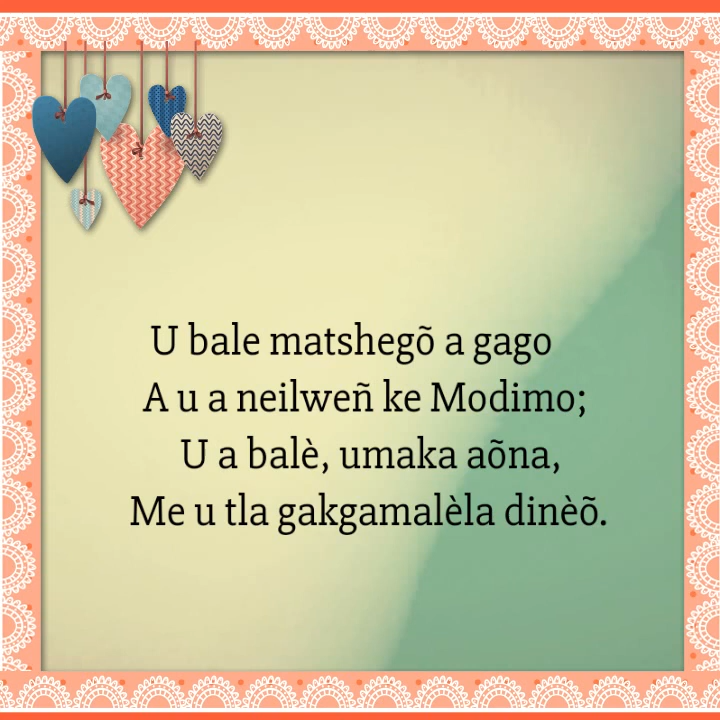 U bale matshegõ a gago
A u a neilweñ ke Modimo;
U a balè, umaka aõna,
Me u tla gakgamalèla dinèõ.